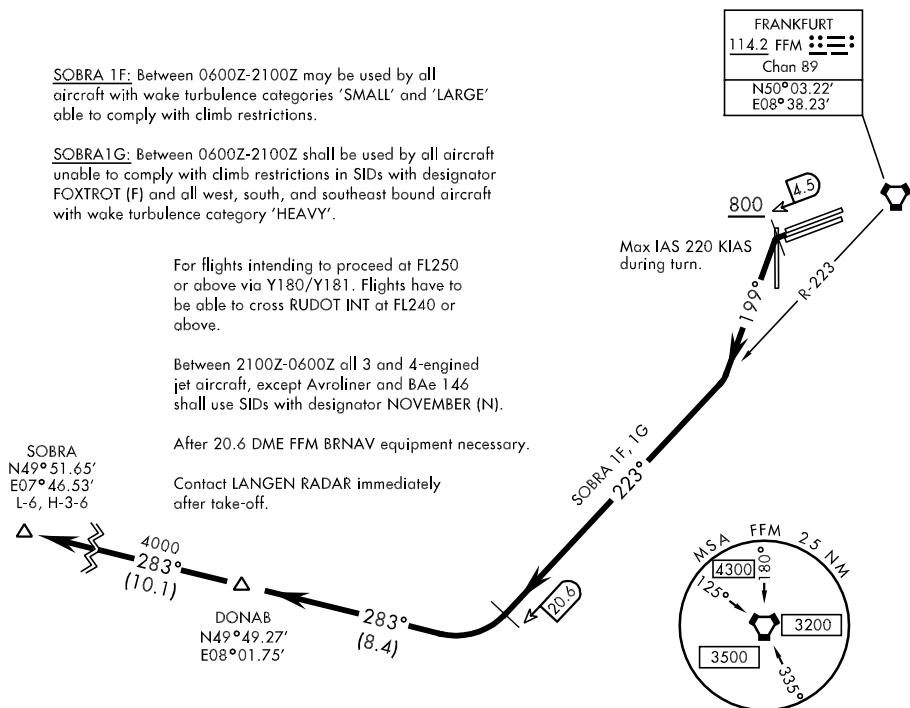 FRANKFURT
114.2 FFM
Chan 89
N50° 03.22'
E08° 38.23'
SOBRA 1F: Between 0600Z-2100Z may be used by all
aircraft with wake turbulence categories 'SMALL' and 'LARGE'
able to comply with climb restrictions.
SOBRA1G: Between 0600Z-2100Z shall be used by all aircraft
unable to comply with climb restrictions in SIDs with designator
FOXTROT (F) and all west, south, and southeast bound aircraft
with wake turbulence category 'HEAVY'.
For flights intending to proceed at FL250
or above via Y180/Y181. Flights have to
be able to cross RUDOT INT at FL240 or
above.
Between 2100Z-0600Z all 3 and 4-engined
jet aircraft, except Avroliner and BAe 146
shall use SIDs with designator NOVEMBER (N).
After 20.6 DME FFM BRNAV equipment necessary.
Contact LANGEN RADAR immediately
after take-off.
800
4.5
Max IAS 220 KIAS
during turn.
199°
R-223
SOBRA 1F, 1G
223°
20.6
SOBRA
N49° 51.65'
E07° 46.53'
L-6, H-3-6
4000
283°
(10.1)
DONAB
N49° 49.27'
E08° 01.75'
283°
(8.4)
MSA FFM 25 NM
4300
180°
125°
3200
3500
335°